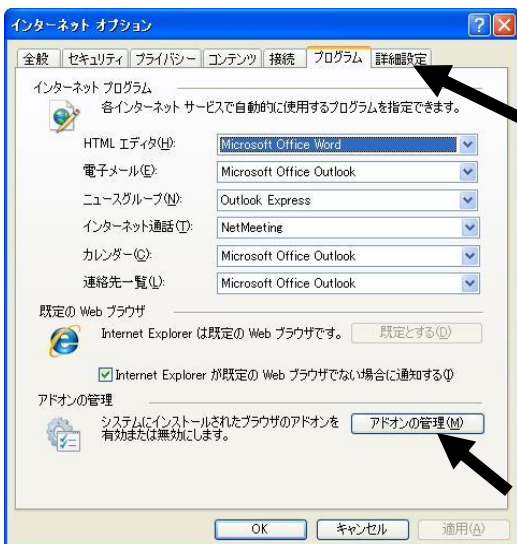 インターネット オプション
全般 セキュリティ プライバシー コンテンツ 接続 プログラム 詳細設定
インターネット プログラム
各インターネット サービスで自動的に使用するプログラムを指定できます。
HTML エディタ(H): Microsoft Office Word
電子メール(E): Microsoft Office Outlook
ニュースグループ(N): Outlook Express
インターネット通話(T): NetMeeting
カレンダー(C): Microsoft Office Outlook
連絡先一覧(L): Microsoft Office Outlook
既定の Web ブラウザ
Internet Explorer は既定の Web ブラウザです。 既定とする(D)
Internet Explorer が既定の Web ブラウザでない場合に通知する(I)
アドオンの管理
システムにインストールされたブラウザのアドオンを アドオンの管理(M)
有効または無効にします。
OK キャンセル 適用(A)